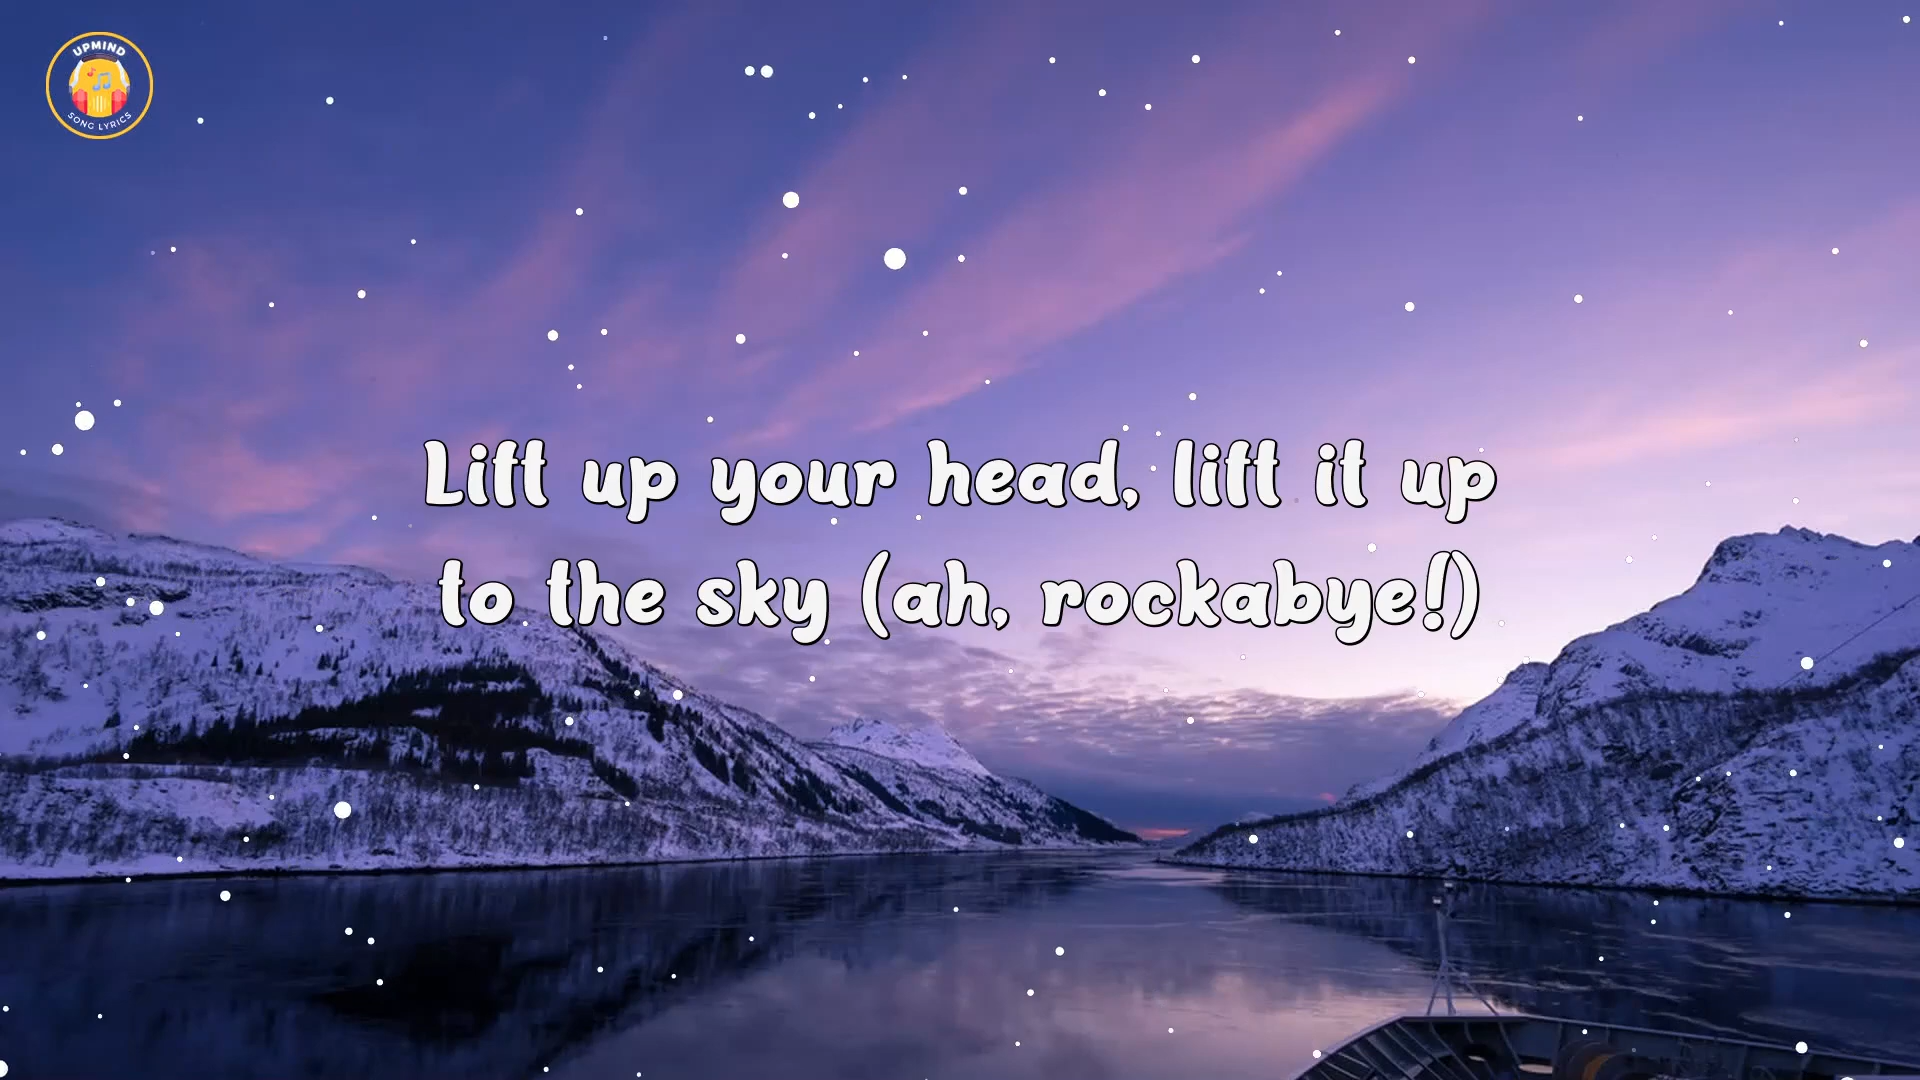 UPMIND
SONG LYRICS
Lift up your head, lift it up
to the sky (ah, rockabye!)